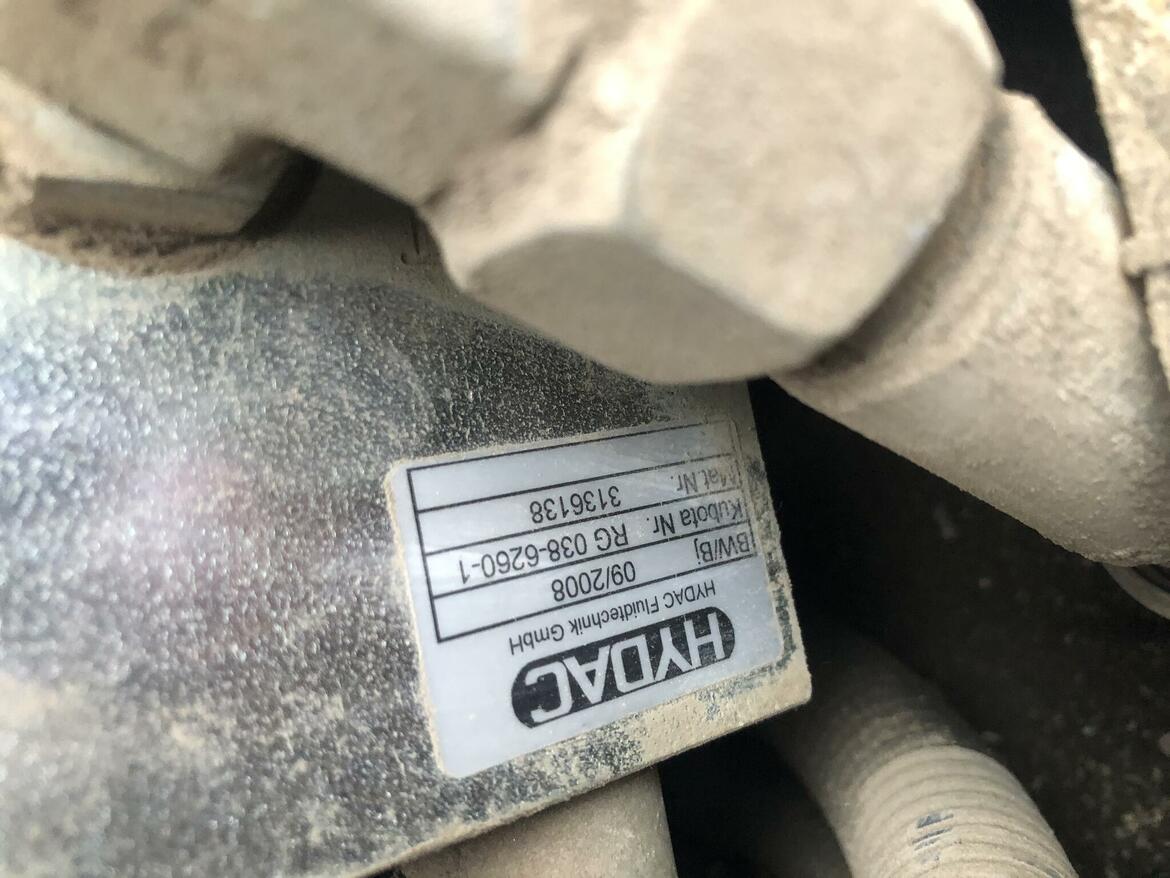 HYDAC
HYDAC Fluidtechnik GmbH
BW/Bj 09/2008
Kubota Nr. RG 038-6260-1
Mat.Nr. 3136138